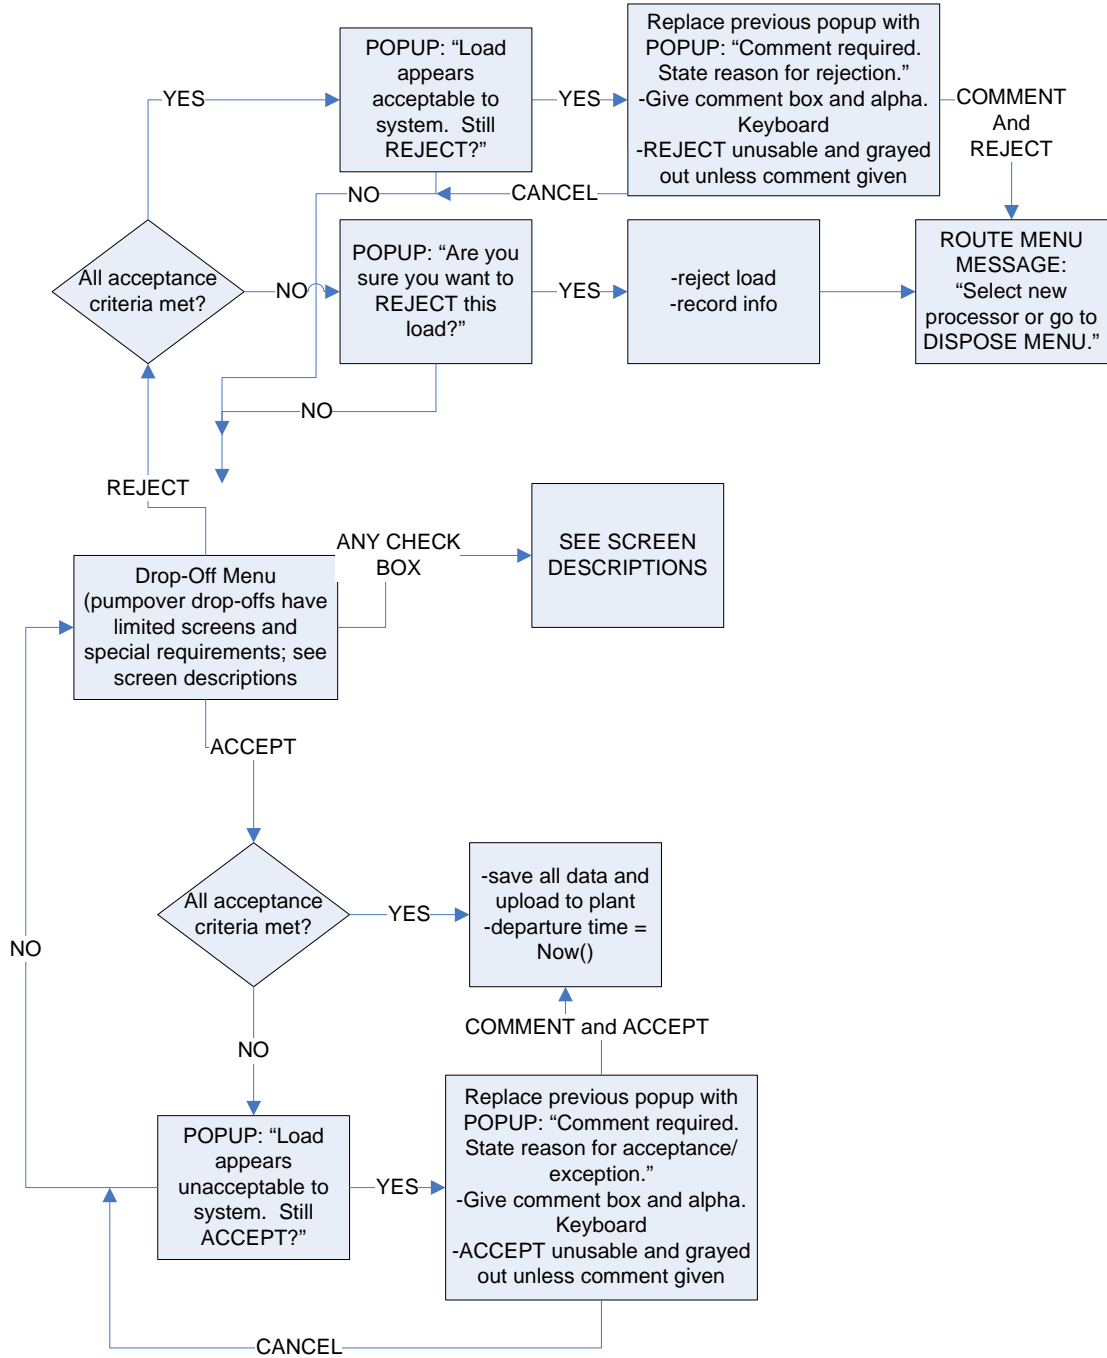 POPUP: “Load
appears
acceptable to
system.  Still
REJECT?”
Replace previous popup with
POPUP: “Comment required.
State reason for rejection.”
-Give comment box and alpha.
Keyboard
-REJECT unusable and grayed
out unless comment given
YES
YES
COMMENT
And
REJECT
NO
CANCEL
All acceptance
criteria met?
NO
POPUP: “Are you
sure you want to
REJECT this
load?”
YES
-reject load
-record info
ROUTE MENU
MESSAGE:
“Select new
processor or go to
DISPOSE MENU.”
NO
REJECT
ANY CHECK
BOX
SEE SCREEN
DESCRIPTIONS
Drop-Off Menu
(pumpover drop-offs have
limited screens and
special requirements; see
screen descriptions
ACCEPT
All acceptance
criteria met?
YES
-save all data and
upload to plant
-departure time =
Now()
NO
COMMENT and ACCEPT
NO
POPUP: “Load
appears
unacceptable to
system.  Still
ACCEPT?”
YES
Replace previous popup with
POPUP: “Comment required.
State reason for acceptance/
exception.”
-Give comment box and alpha.
Keyboard
-ACCEPT unusable and grayed
out unless comment given
CANCEL